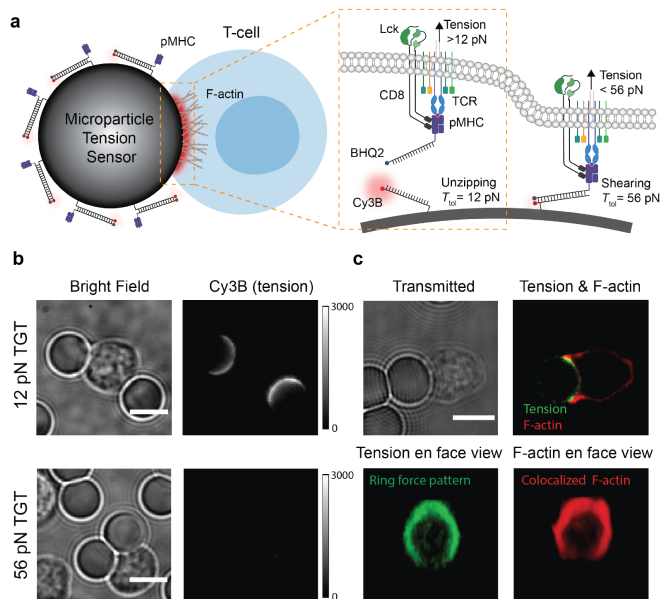 a
T-cell
pMHC
F-actin
Microparticle
Tension
Sensor
Lck
Tension
>12 pN
CD8
TCR
pMHC
BHQ2
Cy3B
Unzipping
Ttol = 12 pN
Tension
< 56 pN
Shearing
Ttol = 56 pN
b
Bright Field
Cy3B (tension)
12 pN TGT
3000
0
56 pN TGT
3000
0
c
Transmitted
Tension & F-actin
Tension
F-actin
Tension en face view
F-actin en face view
Ring force pattern
Colocalized F-actin